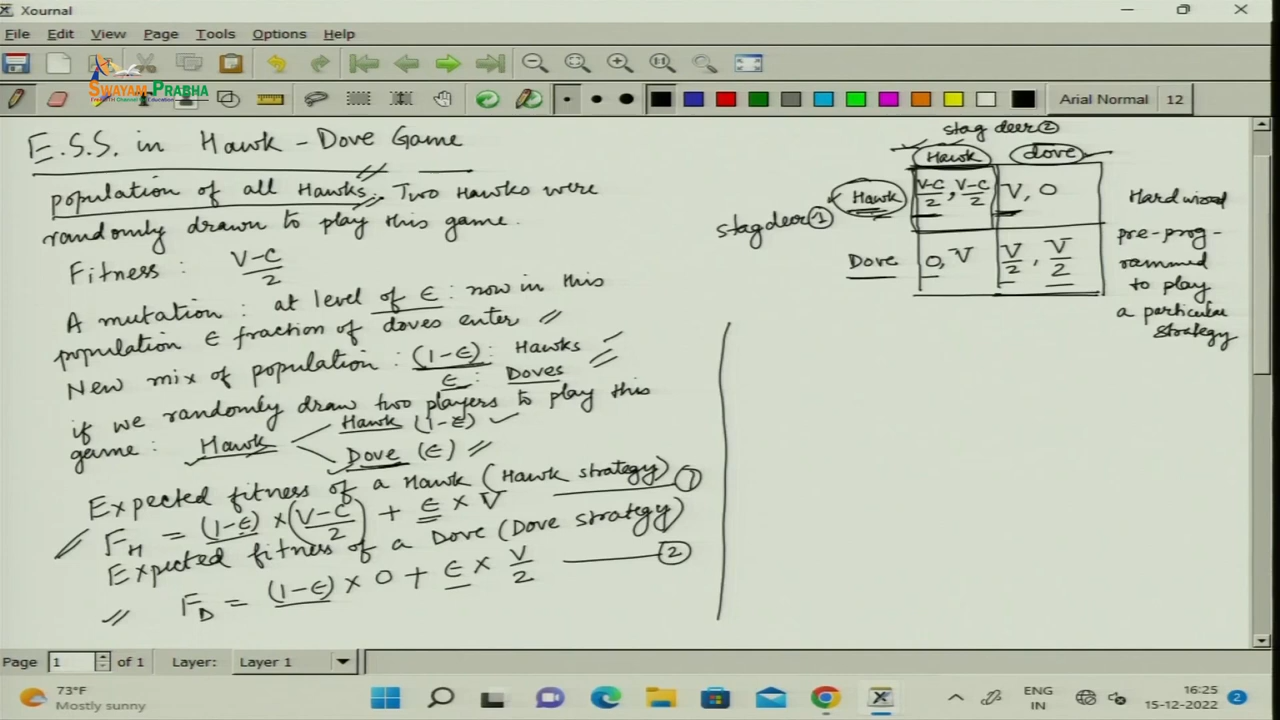 Xournal
File Edit View Page Tools Options Help
SWAYAM PRABHA
Arial Normal 12
E.S.S. in Hawk - Dove Game
population of all Hawks. Two Hawks were
randomly drawn to play this game.
Fitness : V-C/2
A mutation : at level of ∈ : now in this
population ∈ fraction of doves enter //
New mix of population : (1-∈) : Hawks
∈ : Doves
if we randomly draw two players to play this
game : Hawk Hawk (1-∈) ✓
Dove (∈) //
Expected fitness of a Hawk (Hawk strategy)
F_H = (1-∈) × (V-C/2) + ∈ × V ①
Expected fitness of a Dove (Dove strategy)
F_D = (1-∈) × 0 + ∈ × V/2 ②
stag deer ②
Hawk dove
stag deer ① Hawk V-C/2, V-C/2 V, 0
Dove 0, V V/2, V/2
Hard wired
pre-prog-
rammed
to play
a particular
strategy
Page 1 of 1 Layer: Layer 1
73°F
Mostly sunny
ENG
IN
16:25
15-12-2022
2